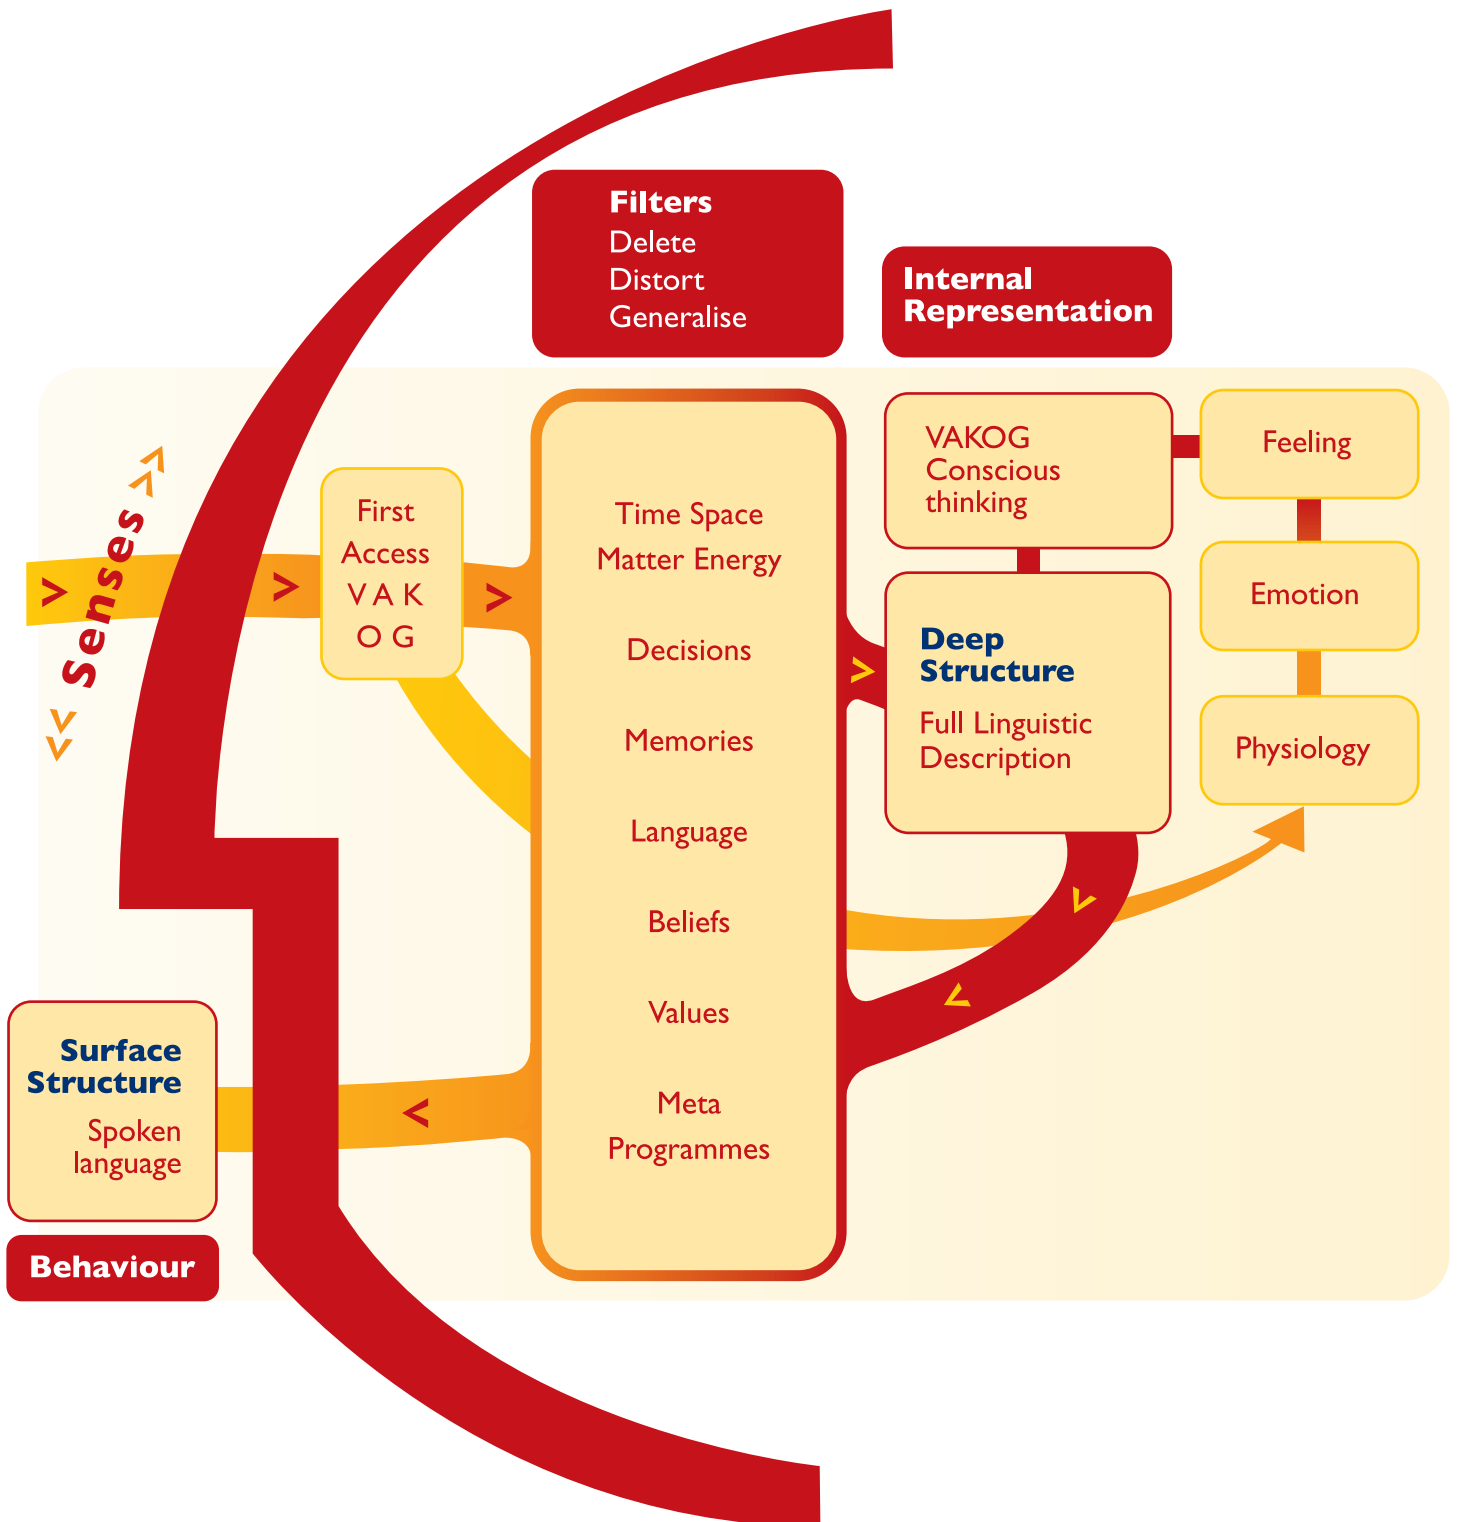 Filters
Delete
Distort
Generalise
Internal
Representation
<< Senses >>
>
>
First
Access
V A K
O G
>
Time Space
Matter Energy
Decisions
Memories
Language
Beliefs
Values
Meta
Programmes
>
VAKOG
Conscious
thinking
Deep
Structure
Full Linguistic
Description
Feeling
Emotion
Physiology
>
<
<
Surface
Structure
Spoken
language
Behaviour